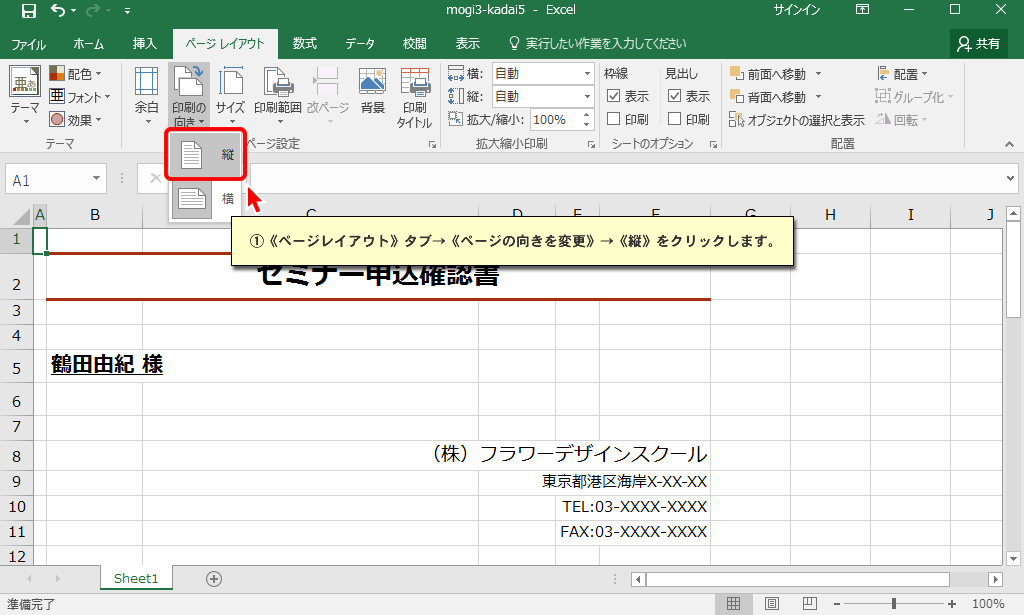 mogi3-kadai5 - Excel
サインイン
ファイル ホーム 挿入 ページ レイアウト 数式 データ 校閲 表示 実行したい作業を入力してください 共有
テーマ
配色
フォント
効果
テーマ
余白
印刷の
向き
サイズ
印刷範囲
改ページ
背景
印刷
タイトル
ページ設定
横: 自動
縦: 自動
拡大/縮小: 100%
拡大縮小印刷
枠線
表示
印刷
見出し
表示
印刷
シートのオプション
前面へ移動
背面へ移動
オブジェクトの選択と表示
配置
グループ化
回転
配置
縦
横
A1
A B C D E F G H I J
①《ページレイアウト》タブ→《ページの向きを変更》→《縦》をクリックします。
1
2 セミナー申込確認書
3
4
5 鶴田由紀 様
6
7
8 （株）フラワーデザインスクール
9 東京都港区海岸X-XX-XX
10 TEL:03-XXXX-XXXX
11 FAX:03-XXXX-XXXX
12
Sheet1
準備完了
100%